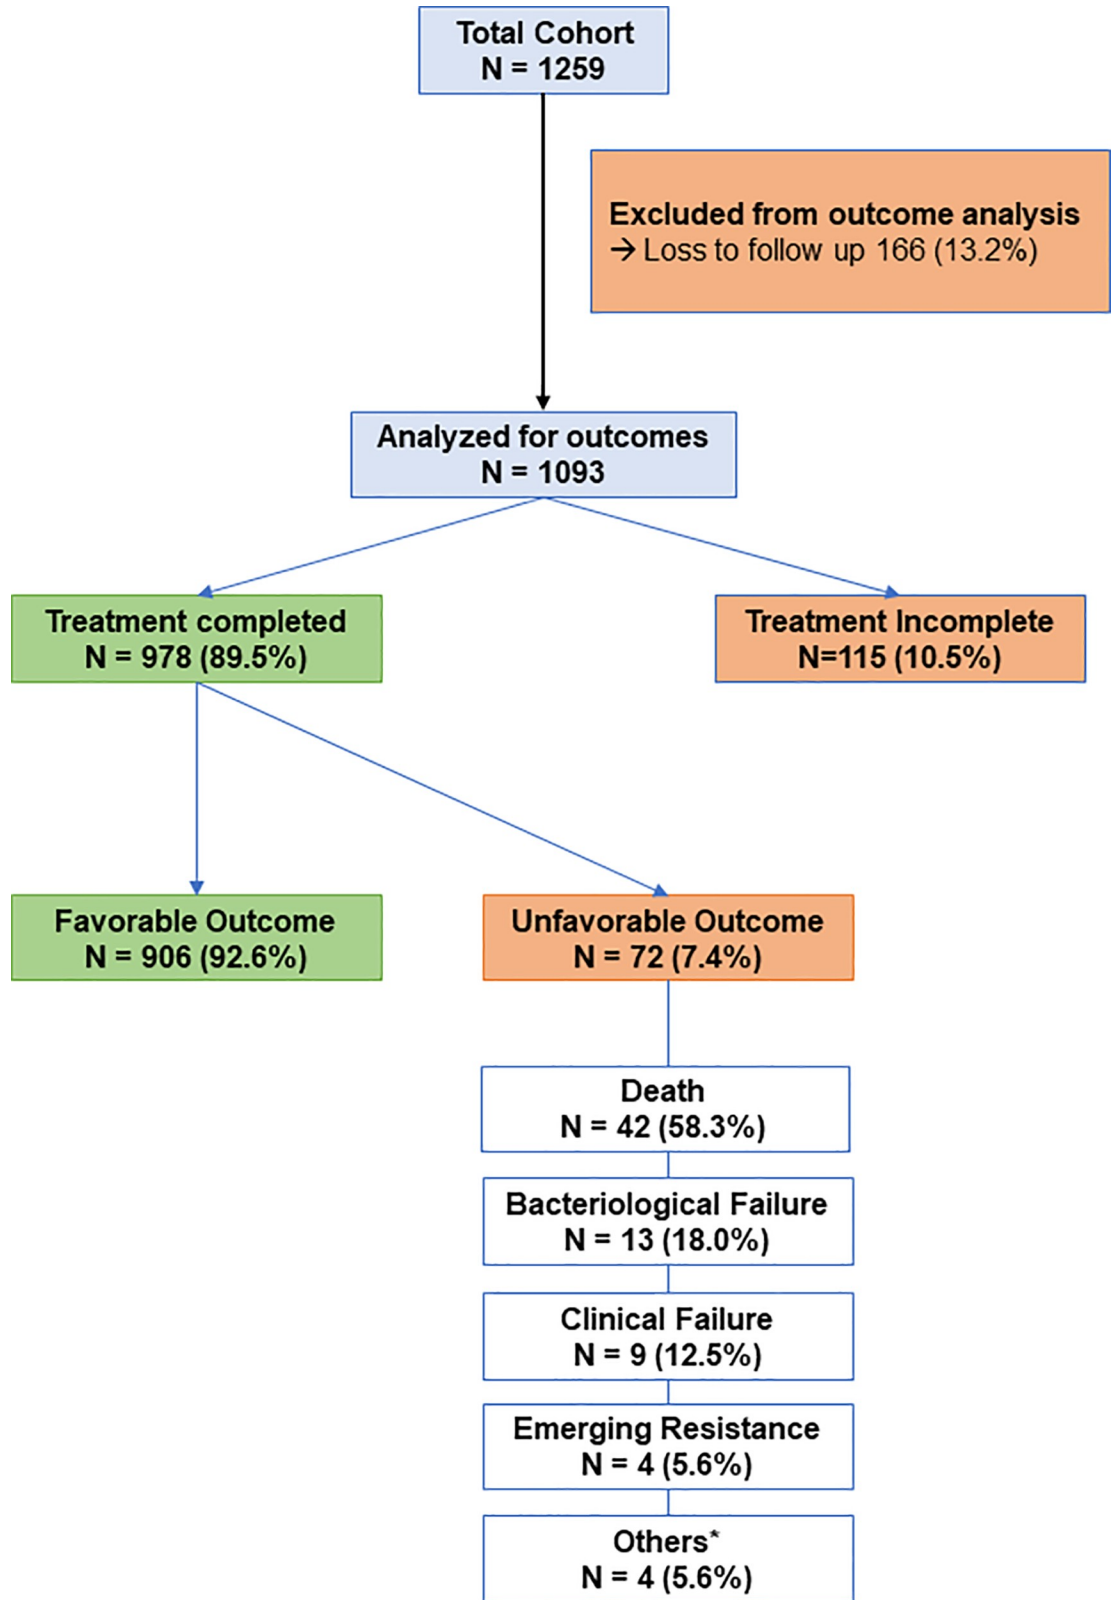 Total Cohort
N = 1259
Excluded from outcome analysis
→ Loss to follow up 166 (13.2%)
Analyzed for outcomes
N = 1093
Treatment completed
N = 978 (89.5%)
Treatment Incomplete
N=115 (10.5%)
Favorable Outcome
N = 906 (92.6%)
Unfavorable Outcome
N = 72 (7.4%)
Death
N = 42 (58.3%)
Bacteriological Failure
N = 13 (18.0%)
Clinical Failure
N = 9 (12.5%)
Emerging Resistance
N = 4 (5.6%)
Others*
N = 4 (5.6%)